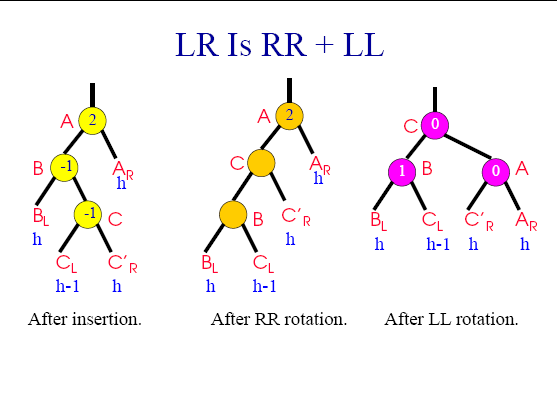 LR Is RR + LL
A 2
B -1 A_R
h
B_L -1 C
h
C_L C′_R
h-1 h
After insertion.
A 2
C A_R
h
B C′_R
h
B_L C_L
h h-1
After RR rotation.
C 0
1 B 0 A
B_L C_L C′_R A_R
h h-1 h h
After LL rotation.